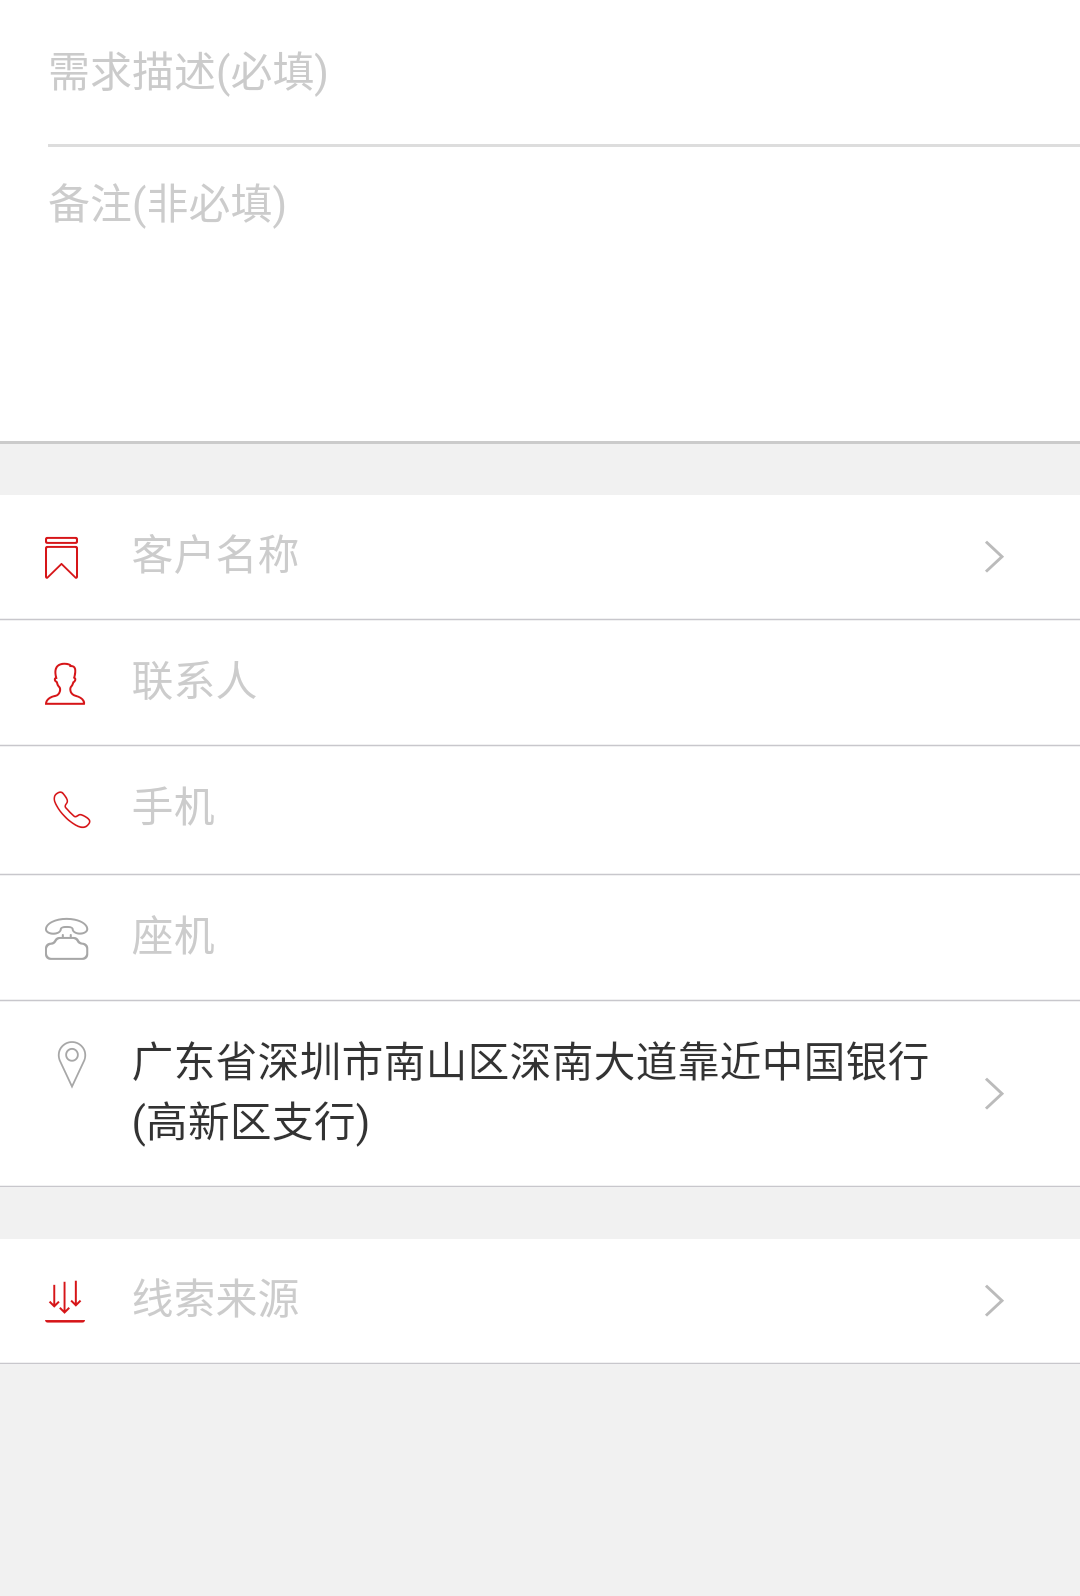 需求描述(必填)
备注(非必填)
客户名称
联系人
手机
座机
广东省深圳市南山区深南大道靠近中国银行
(高新区支行)
线索来源